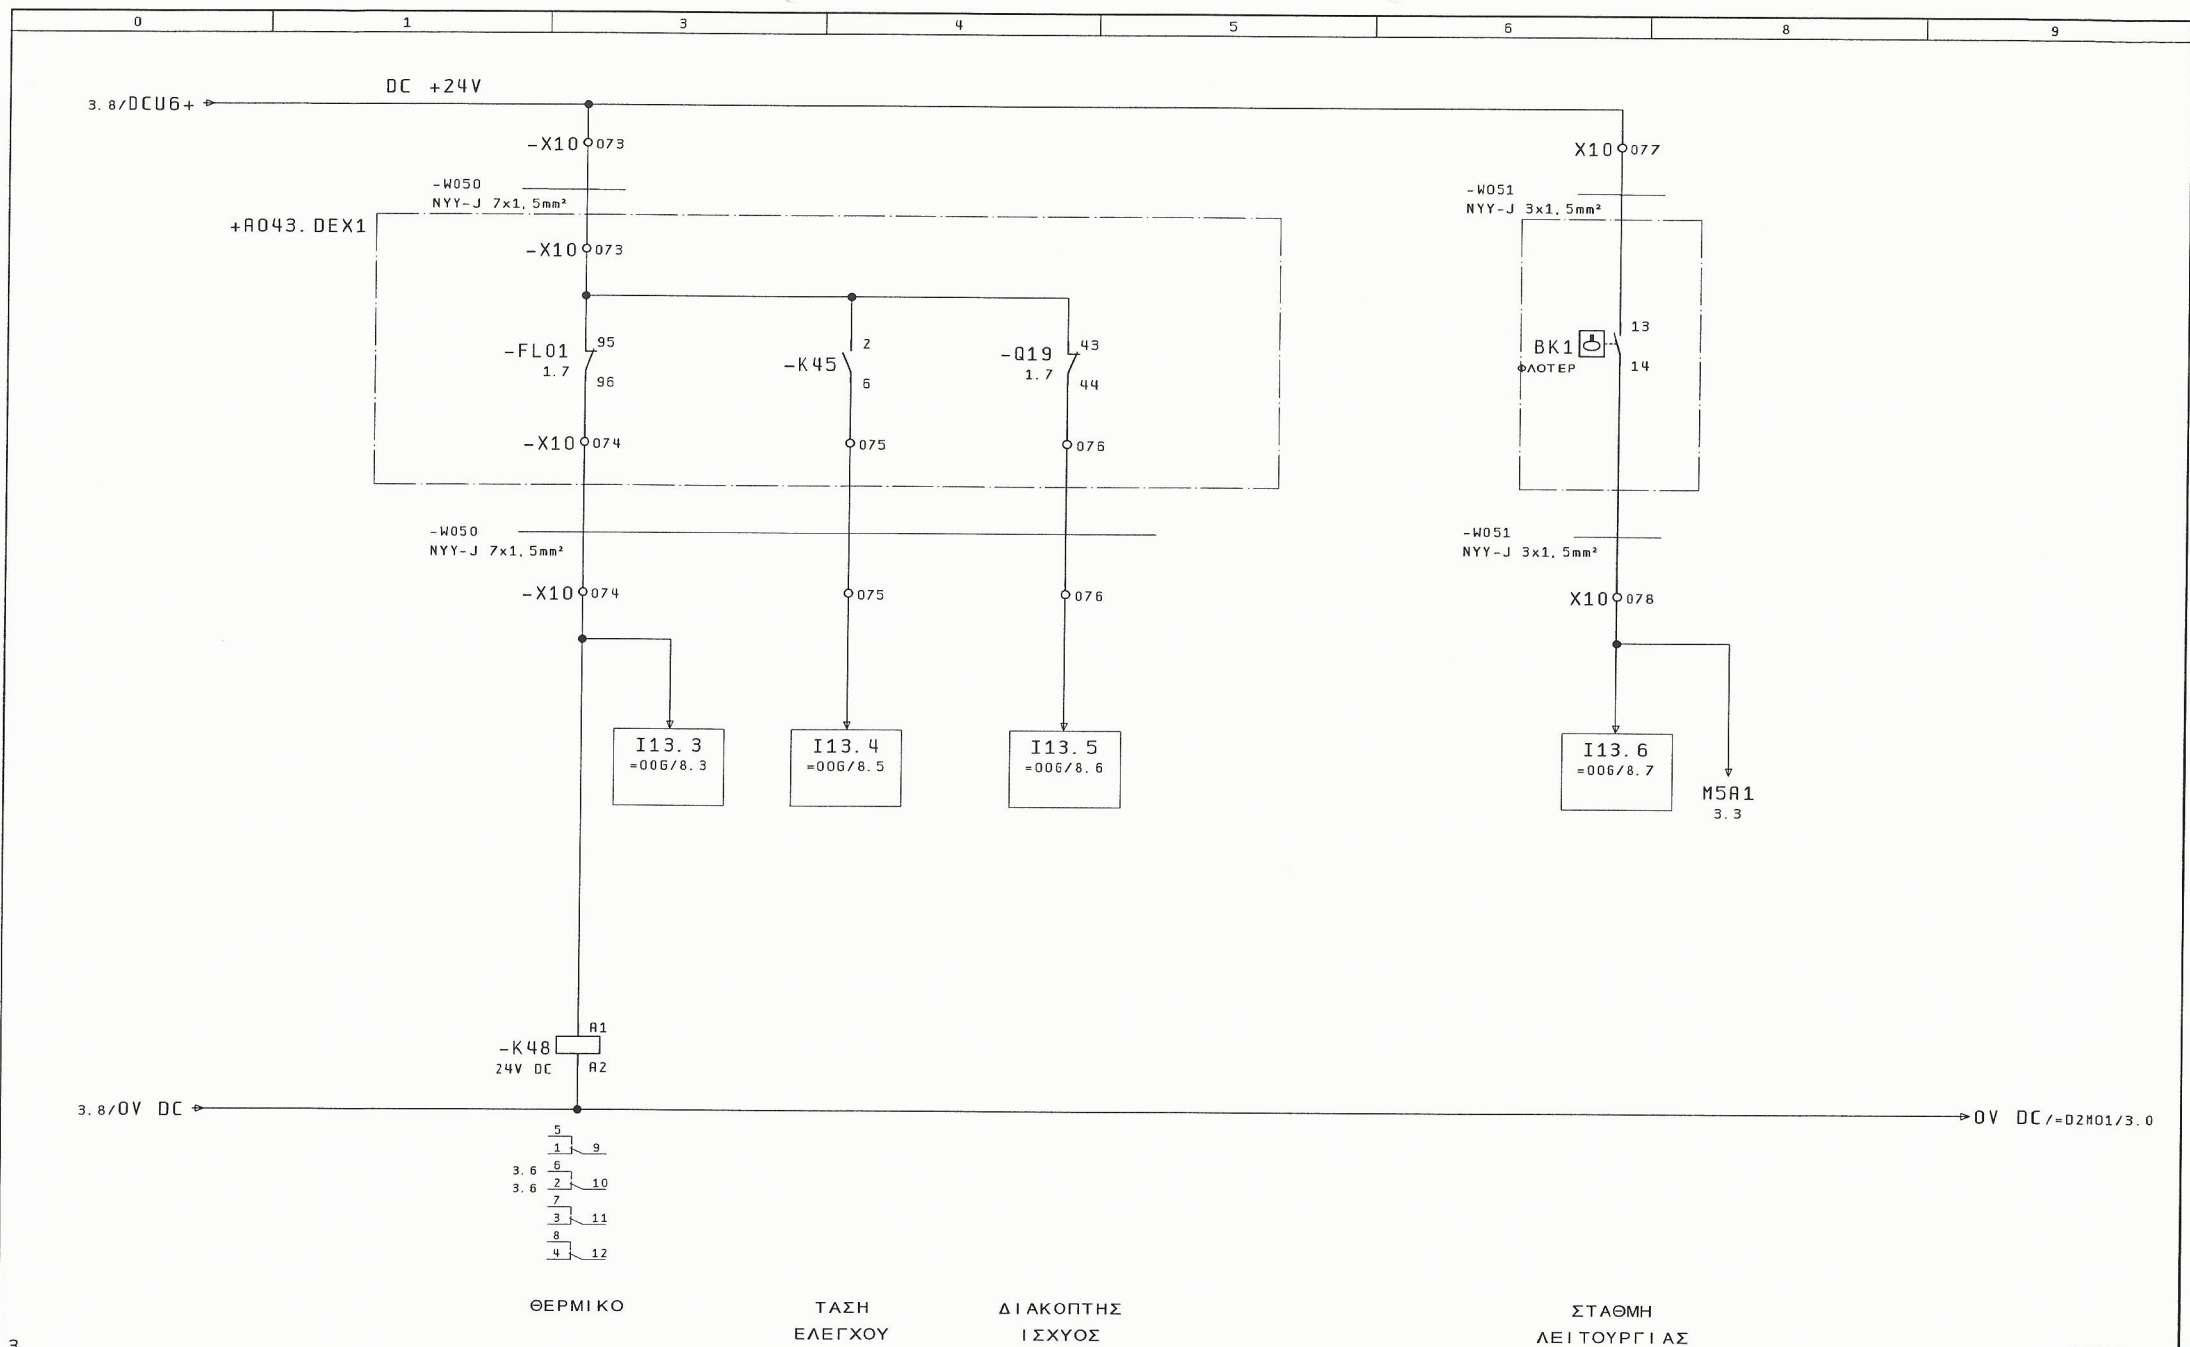 0 1 3 4 5 6 8 9
DC +24V
3.8/DCU6+
-X10 073
X10 077
-W050
NYY-J 7x1,5mm²
-W051
NYY-J 3x1,5mm²
+A043.DEX1
-X10 073
-FL01
1.7
95
96
-K45
2
6
-Q19
1.7
43
44
BK1
ΦΛΟΤΕΡ
13
14
-X10 074
075
076
-W050
NYY-J 7x1,5mm²
-W051
NYY-J 3x1,5mm²
-X10 074
075
076
X10 078
I13.3
=00G/8.3
I13.4
=00G/8.5
I13.5
=00G/8.6
I13.6
=00G/8.7
M5A1
3.3
-K48
24V DC
A1
A2
3.8/0V DC
0V DC/=D2M01/3.0
5
1 9
3.6 6
3.6 2 10
7
3 11
8
4 12
ΘΕΡΜΙΚΟ
ΤΑΣΗ
ΕΛΕΓΧΟΥ
ΔΙΑΚΟΠΤΗΣ
ΙΣΧΥΟΣ
ΣΤΑΘΜΗ
ΛΕΙΤΟΥΡΓΙΑΣ